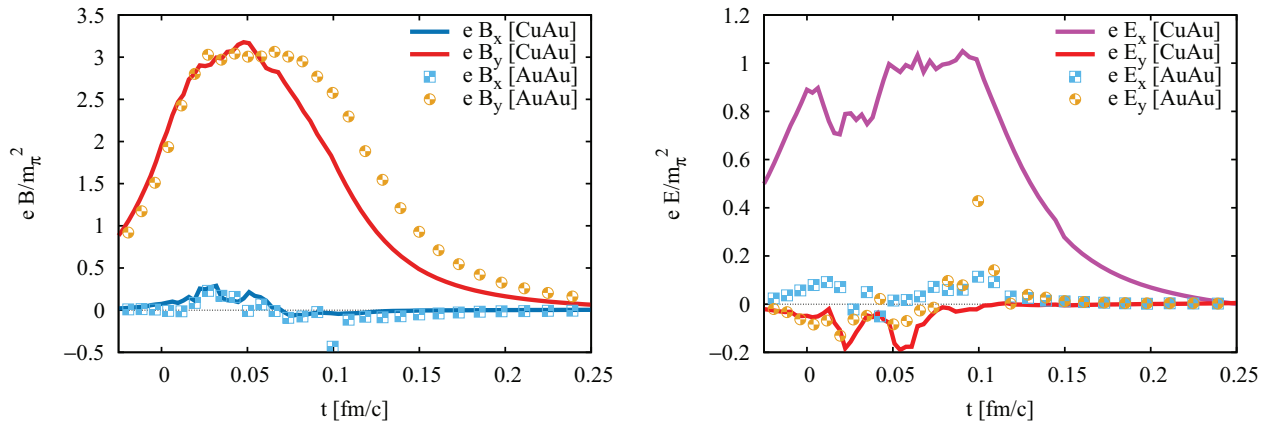 e B/m_π^2
3.5
3
2.5
2
1.5
1
0.5
0
−0.5
0
0.05
0.1
0.15
0.2
0.25
t [fm/c]
e B_x [CuAu]
e B_y [CuAu]
e B_x [AuAu]
e B_y [AuAu]
e E/m_π^2
1.2
1
0.8
0.6
0.4
0.2
0
−0.2
0
0.05
0.1
0.15
0.2
0.25
t [fm/c]
e E_x [CuAu]
e E_y [CuAu]
e E_x [AuAu]
e E_y [AuAu]